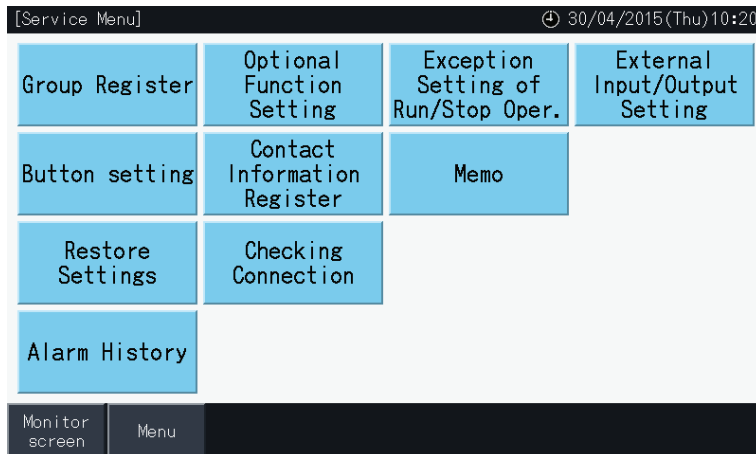 [Service Menu]
30/04/2015(Thu)10:20
Group Register
Optional
Function
Setting
Exception
Setting of
Run/Stop Oper.
External
Input/Output
Setting
Button setting
Contact
Information
Register
Memo
Restore
Settings
Checking
Connection
Alarm History
Monitor
screen
Menu